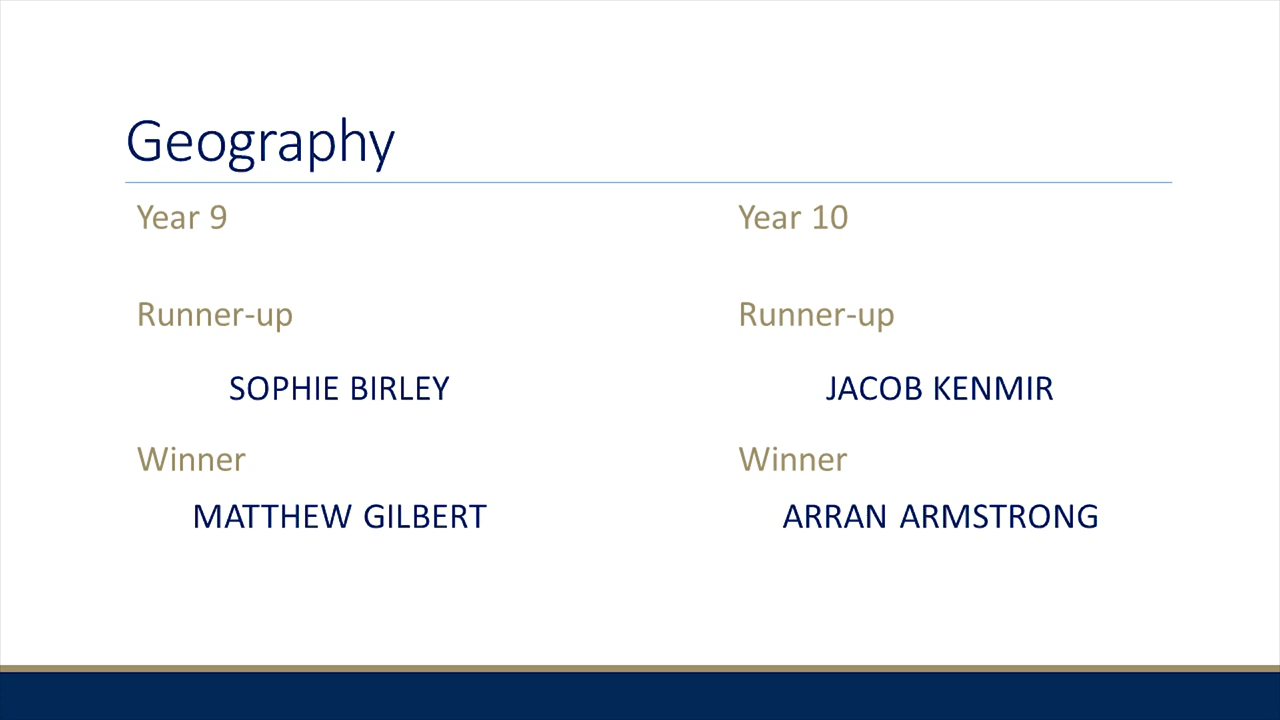 Geography
Year 9
Runner-up
SOPHIE BIRLEY
Winner
MATTHEW GILBERT
Year 10
Runner-up
JACOB KENMIR
Winner
ARRAN ARMSTRONG